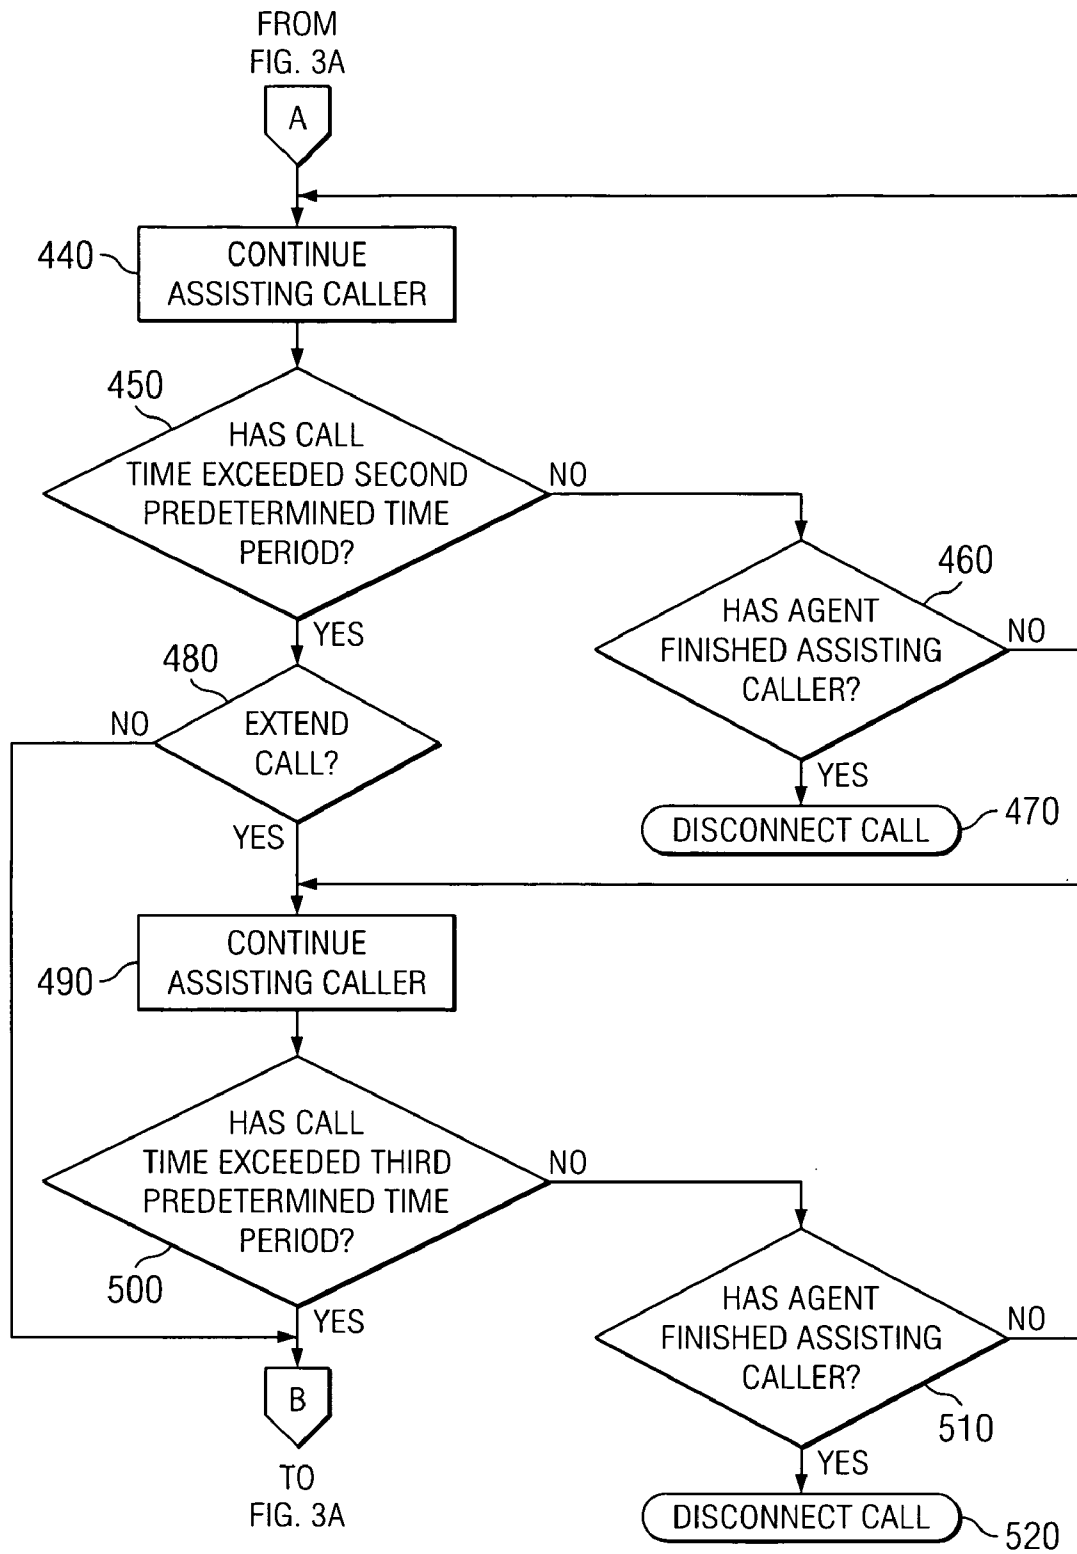 FROM
FIG. 3A
A
440
CONTINUE
ASSISTING CALLER
450
HAS CALL
TIME EXCEEDED SECOND
PREDETERMINED TIME
PERIOD?
NO
YES
460
HAS AGENT
FINISHED ASSISTING
CALLER?
NO
YES
470
DISCONNECT CALL
480
EXTEND
CALL?
NO
YES
490
CONTINUE
ASSISTING CALLER
HAS CALL
TIME EXCEEDED THIRD
PREDETERMINED TIME
PERIOD?
500
NO
YES
HAS AGENT
FINISHED ASSISTING
CALLER?
510
NO
YES
DISCONNECT CALL
520
B
TO
FIG. 3A